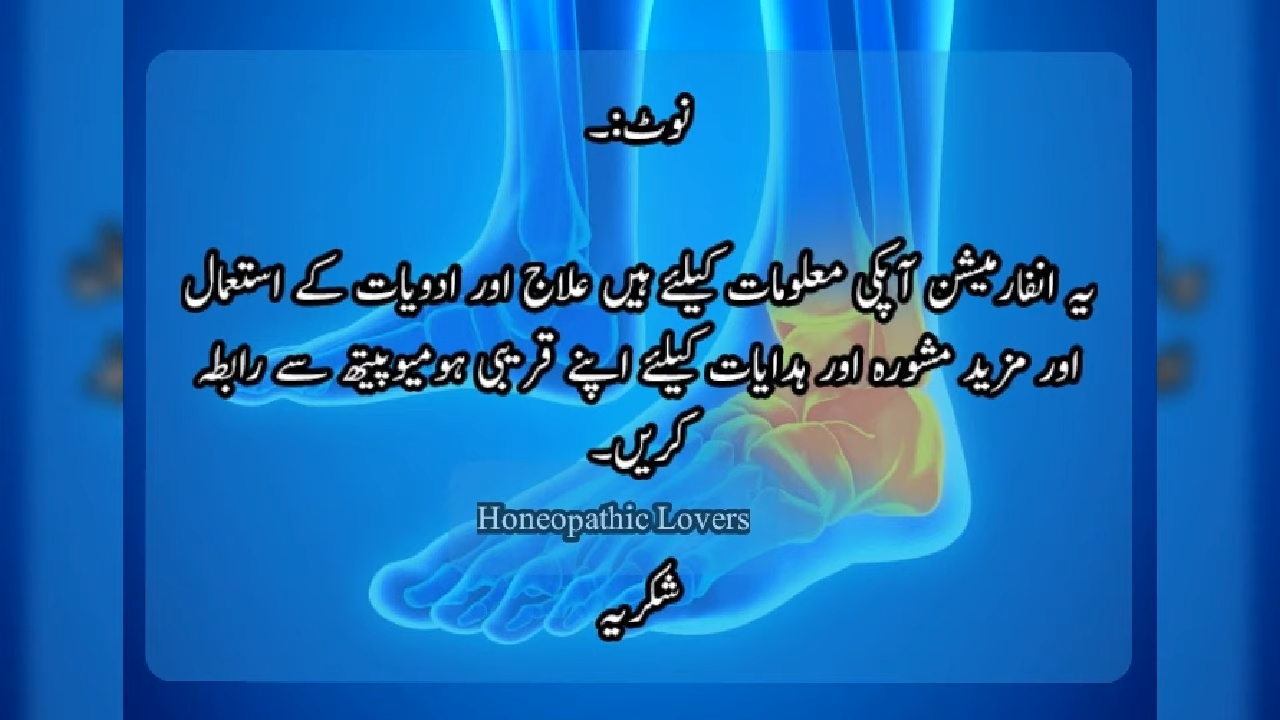 نوٹ:۔
یہ انفارمیشن آپکی معلومات کیلئے ہیں علاج اور ادویات کے استعمال
اور مزید مشورہ اور ہدایات کیلئے اپنے قریبی ہومیوپیتھ سے رابطہ
کریں۔
Honeopathic Lovers
شکریہ